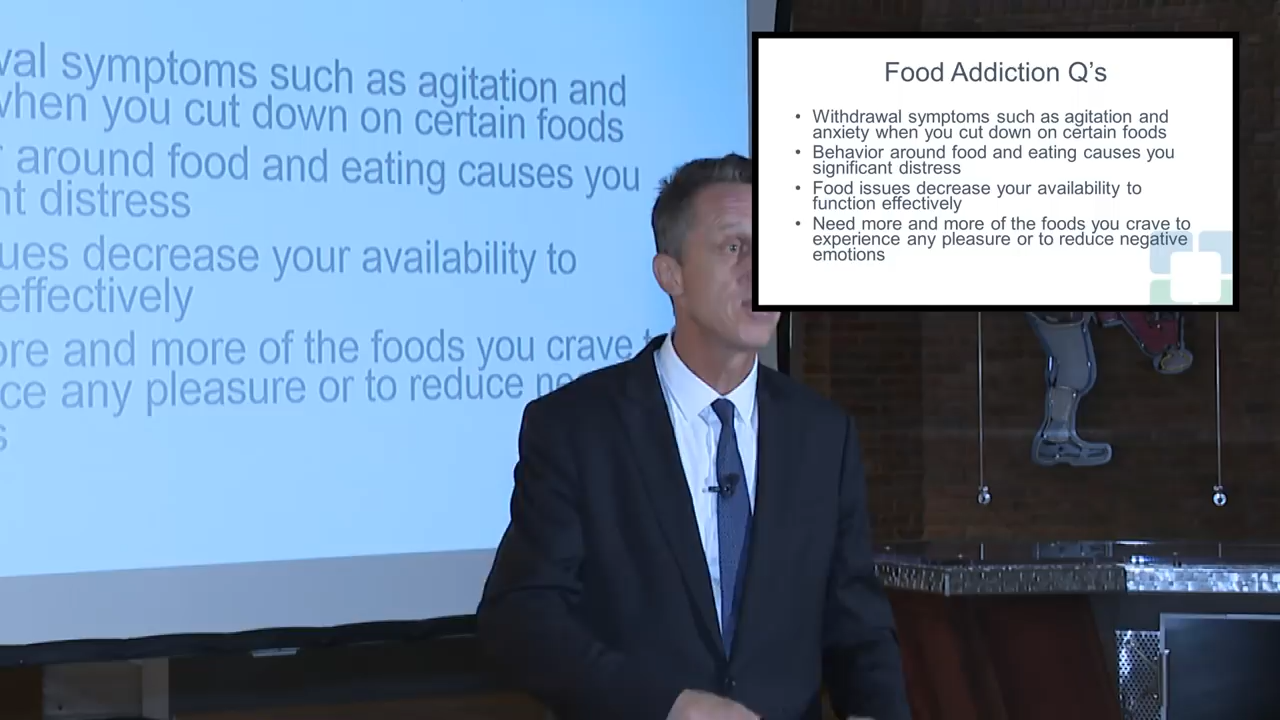 val symptoms such as agitation and
when you cut down on certain foods
around food and eating causes you
nt distress
ues decrease your availability to
effectively
ore and more of the foods you crave
ce any pleasure or to reduce
s
Food Addiction Q's
• Withdrawal symptoms such as agitation and
anxiety when you cut down on certain foods
• Behavior around food and eating causes you
significant distress
• Food issues decrease your availability to
function effectively
• Need more and more of the foods you crave to
experience any pleasure or to reduce negative
emotions